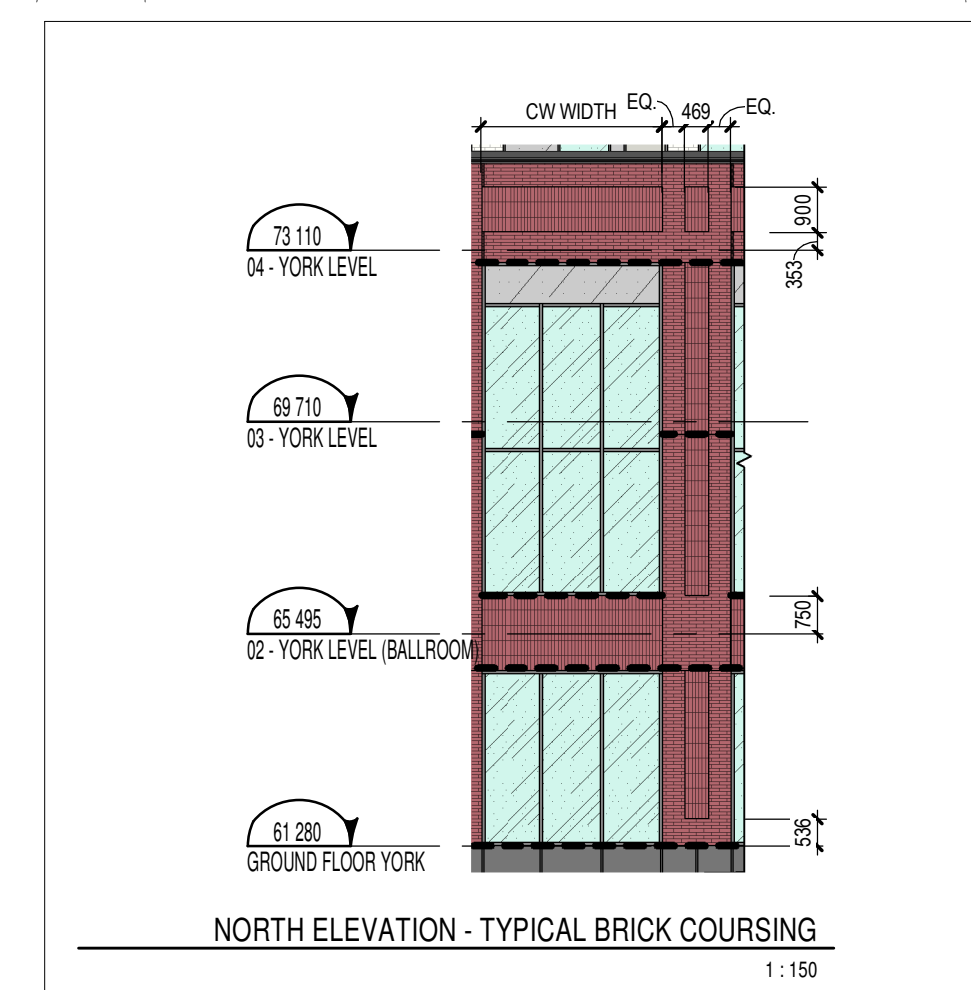 CW WIDTH EQ. 469 EQ.
900
73 110
04 - YORK LEVEL
353
69 710
03 - YORK LEVEL
750
65 495
02 - YORK LEVEL (BALLROOM)
61 280
GROUND FLOOR YORK
536
NORTH ELEVATION - TYPICAL BRICK COURSING
1 : 150